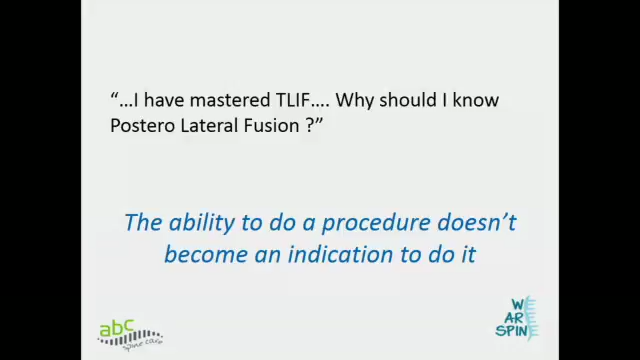 “…I have mastered TLIF…. Why should I know
Postero Lateral Fusion ?”
The ability to do a procedure doesn’t
become an indication to do it
abc
spine care
WE
ARE
SPINE